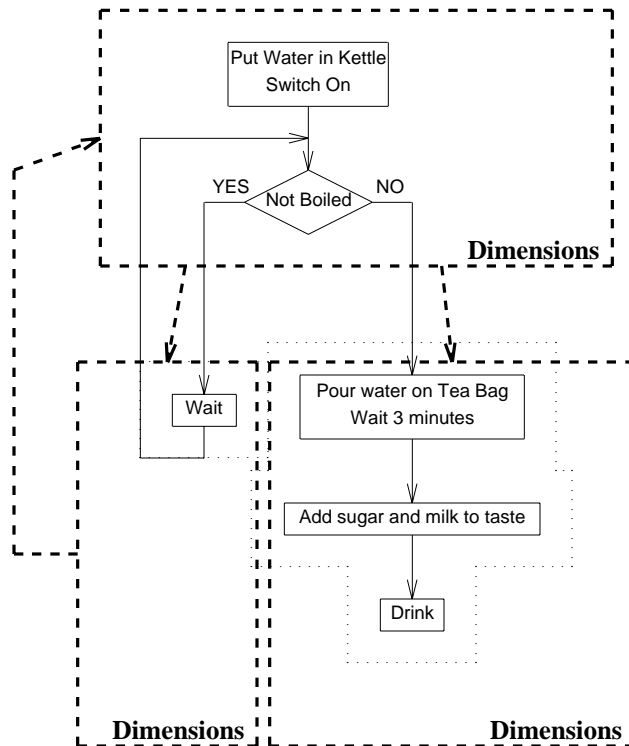 Put Water in Kettle
Switch On
YES
Not Boiled
NO
Dimensions
Wait
Pour water on Tea Bag
Wait 3 minutes
Add sugar and milk to taste
Drink
Dimensions
Dimensions